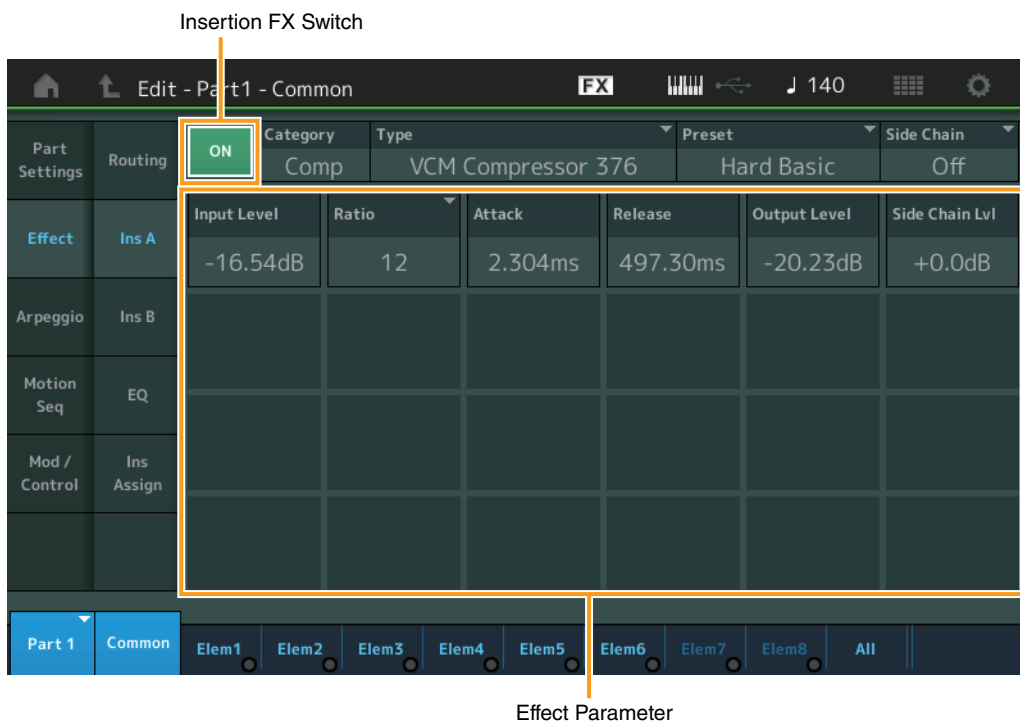 Insertion FX Switch
Edit - Part1 - Common
FX
140
Part Settings
Routing
ON
Category
Comp
Type
VCM Compressor 376
Preset
Hard Basic
Side Chain
Off
Effect
Ins A
Input Level
-16.54dB
Ratio
12
Attack
2.304ms
Release
497.30ms
Output Level
-20.23dB
Side Chain Lvl
+0.0dB
Arpeggio
Ins B
Motion Seq
EQ
Mod / Control
Ins Assign
Part 1
Common
Elem1
Elem2
Elem3
Elem4
Elem5
Elem6
Elem7
Elem8
All
Effect Parameter